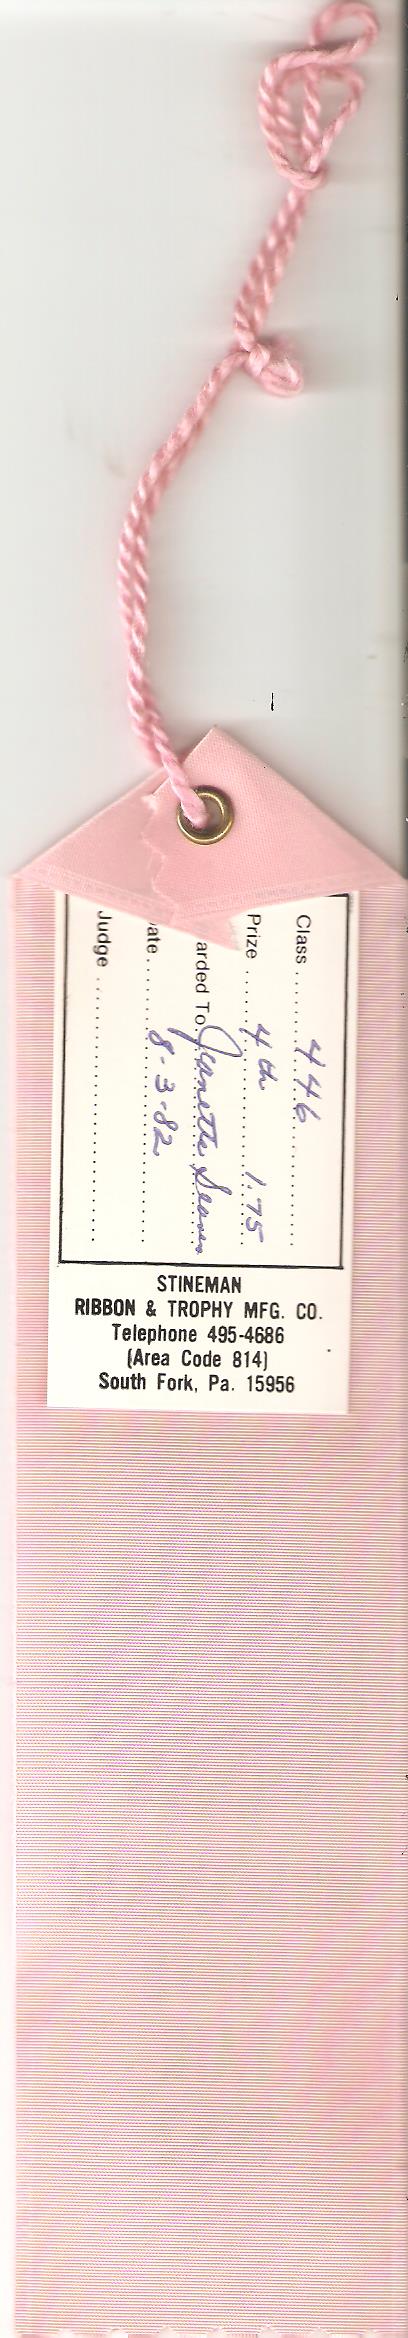 Class ........ 446 ........
Prize ...... 4th ........ 1.75 ..
arded To Jeanette
ate ...... 8-3-82 ........
Judge ........................
STINEMAN
RIBBON & TROPHY MFG. CO.
Telephone 495-4686
(Area Code 814)
South Fork, Pa. 15956